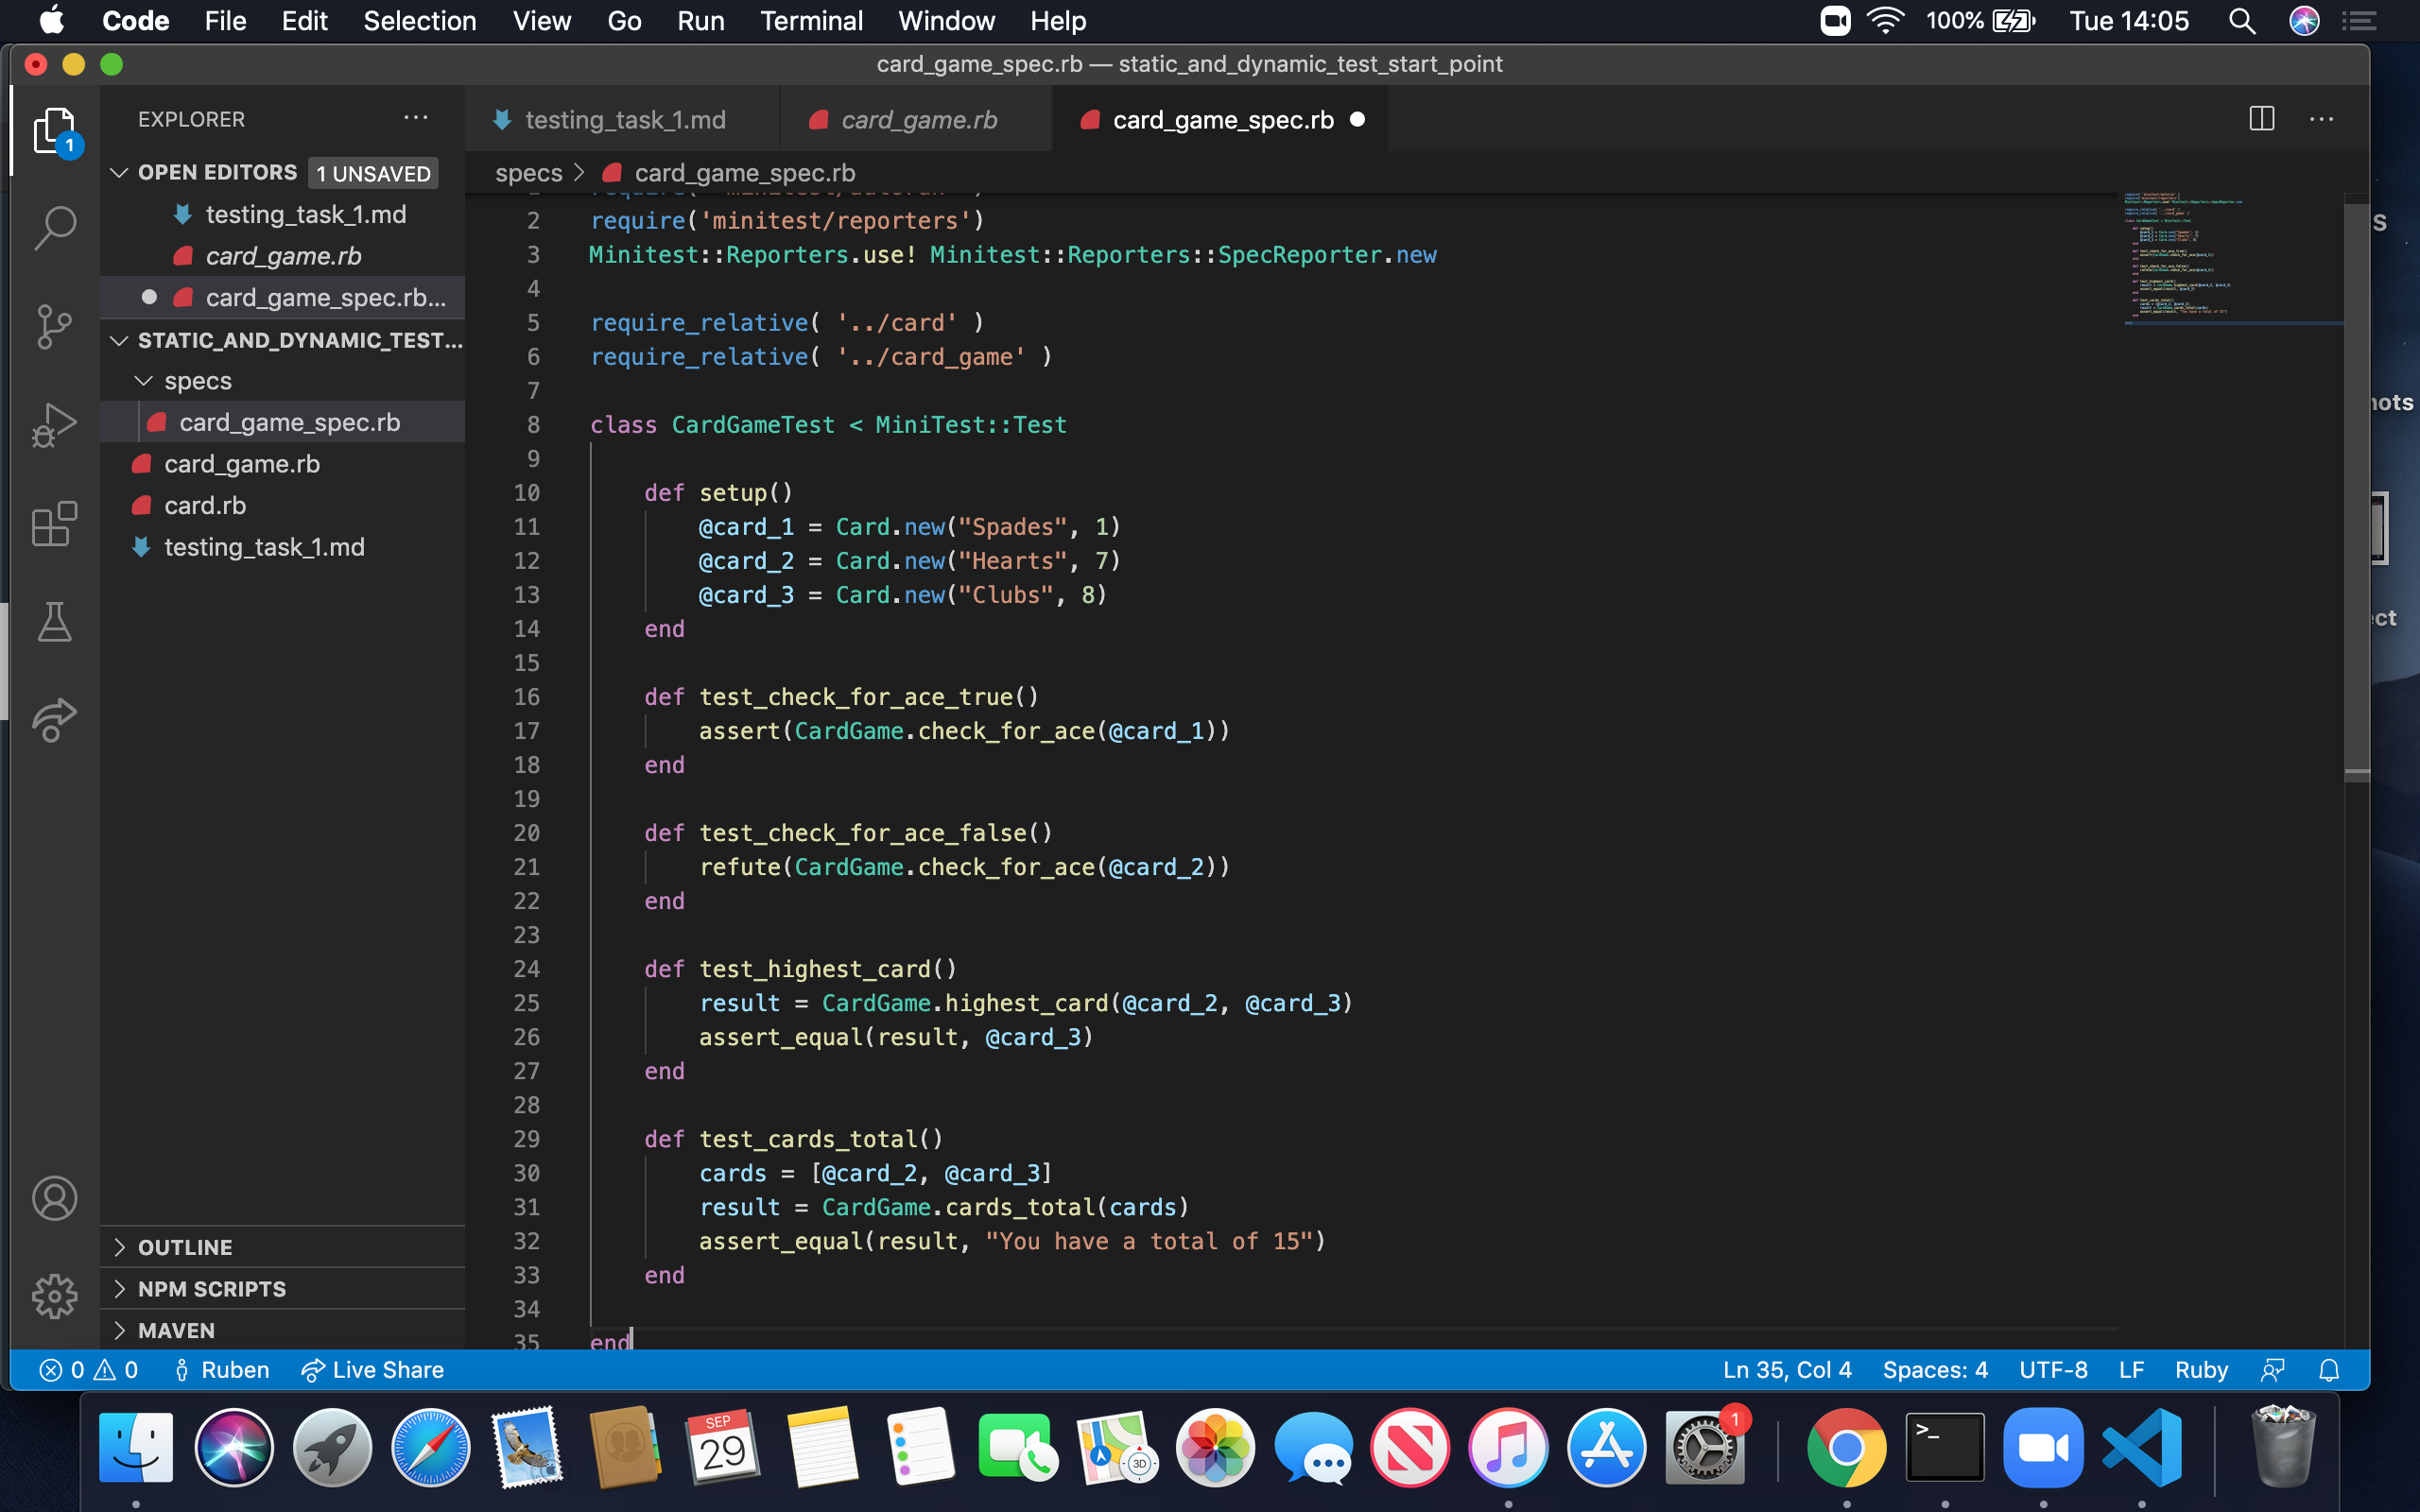 Code File Edit Selection View Go Run Terminal Window Help 100% Tue 14:05
card_game_spec.rb — static_and_dynamic_test_start_point
EXPLORER
testing_task_1.md card_game.rb card_game_spec.rb
OPEN EDITORS 1 UNSAVED
testing_task_1.md
card_game.rb
card_game_spec.rb...
STATIC_AND_DYNAMIC_TEST...
specs
card_game_spec.rb
card_game.rb
card.rb
testing_task_1.md
OUTLINE
NPM SCRIPTS
MAVEN
1
specs > card_game_spec.rb
2 require('minitest/reporters')
3 Minitest::Reporters.use! Minitest::Reporters::SpecReporter.new
4
5 require_relative( '../card' )
6 require_relative( '../card_game' )
7
8 class CardGameTest < MiniTest::Test
9
10 def setup()
11 @card_1 = Card.new("Spades", 1)
12 @card_2 = Card.new("Hearts", 7)
13 @card_3 = Card.new("Clubs", 8)
14 end
15
16 def test_check_for_ace_true()
17 assert(CardGame.check_for_ace(@card_1))
18 end
19
20 def test_check_for_ace_false()
21 refute(CardGame.check_for_ace(@card_2))
22 end
23
24 def test_highest_card()
25 result = CardGame.highest_card(@card_2, @card_3)
26 assert_equal(result, @card_3)
27 end
28
29 def test_cards_total()
30 cards = [@card_2, @card_3]
31 result = CardGame.cards_total(cards)
32 assert_equal(result, "You have a total of 15")
33 end
34
35 end
0 0 Ruben Live Share Ln 35, Col 4 Spaces: 4 UTF-8 LF Ruby
SEP
29
3D
1
>_